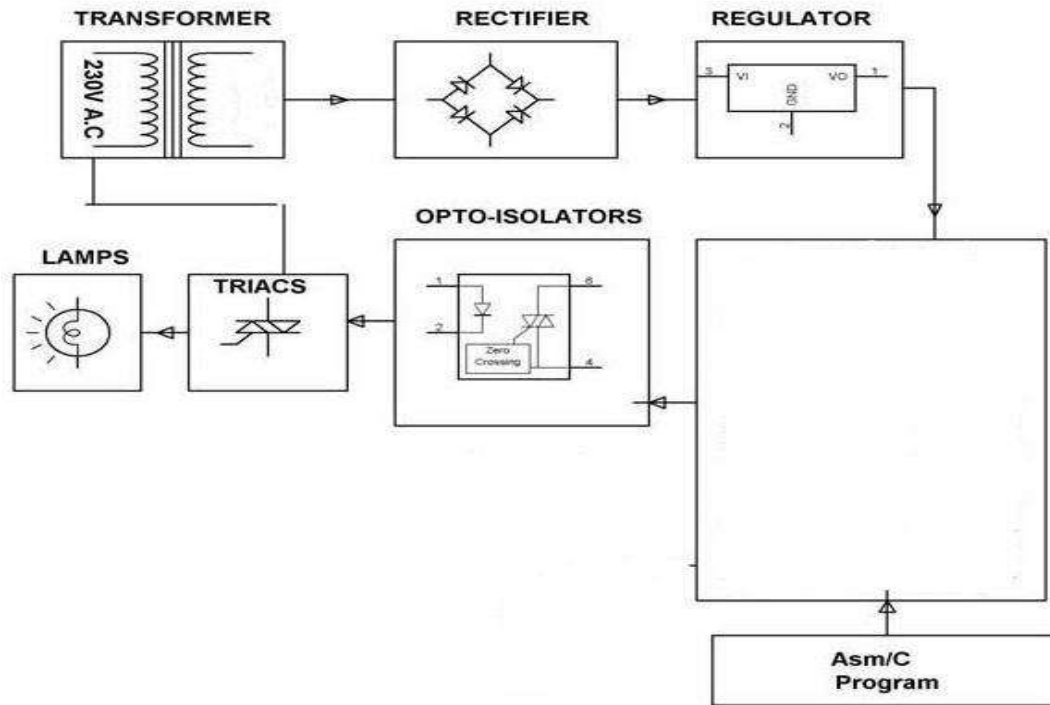 TRANSFORMER
RECTIFIER
REGULATOR
230V A.C
3
VI
VO
1
GND
2
OPTO-ISOLATORS
LAMPS
TRIACS
1
6
2
Zero
Crossing
4
Asm/C
Program